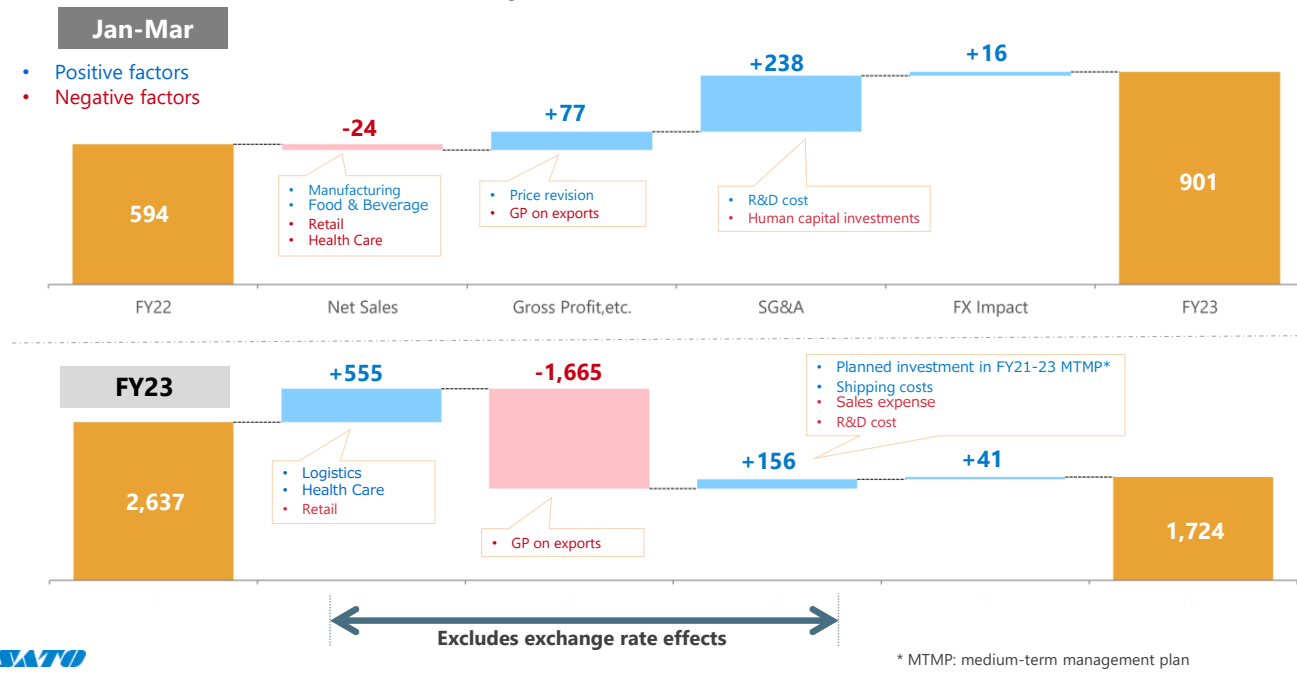 Jan-Mar
• Positive factors
• Negative factors
-24
+77
+238
+16
594
901
• Manufacturing
• Food & Beverage
• Retail
• Health Care
• Price revision
• GP on exports
• R&D cost
• Human capital investments
FY22
Net Sales
Gross Profit,etc.
SG&A
FX Impact
FY23
FY23
+555
-1,665
+156
+41
2,637
1,724
• Logistics
• Health Care
• Retail
• GP on exports
• Planned investment in FY21-23 MTMP*
• Shipping costs
• Sales expense
• R&D cost
Excludes exchange rate effects
SATO
* MTMP: medium-term management plan